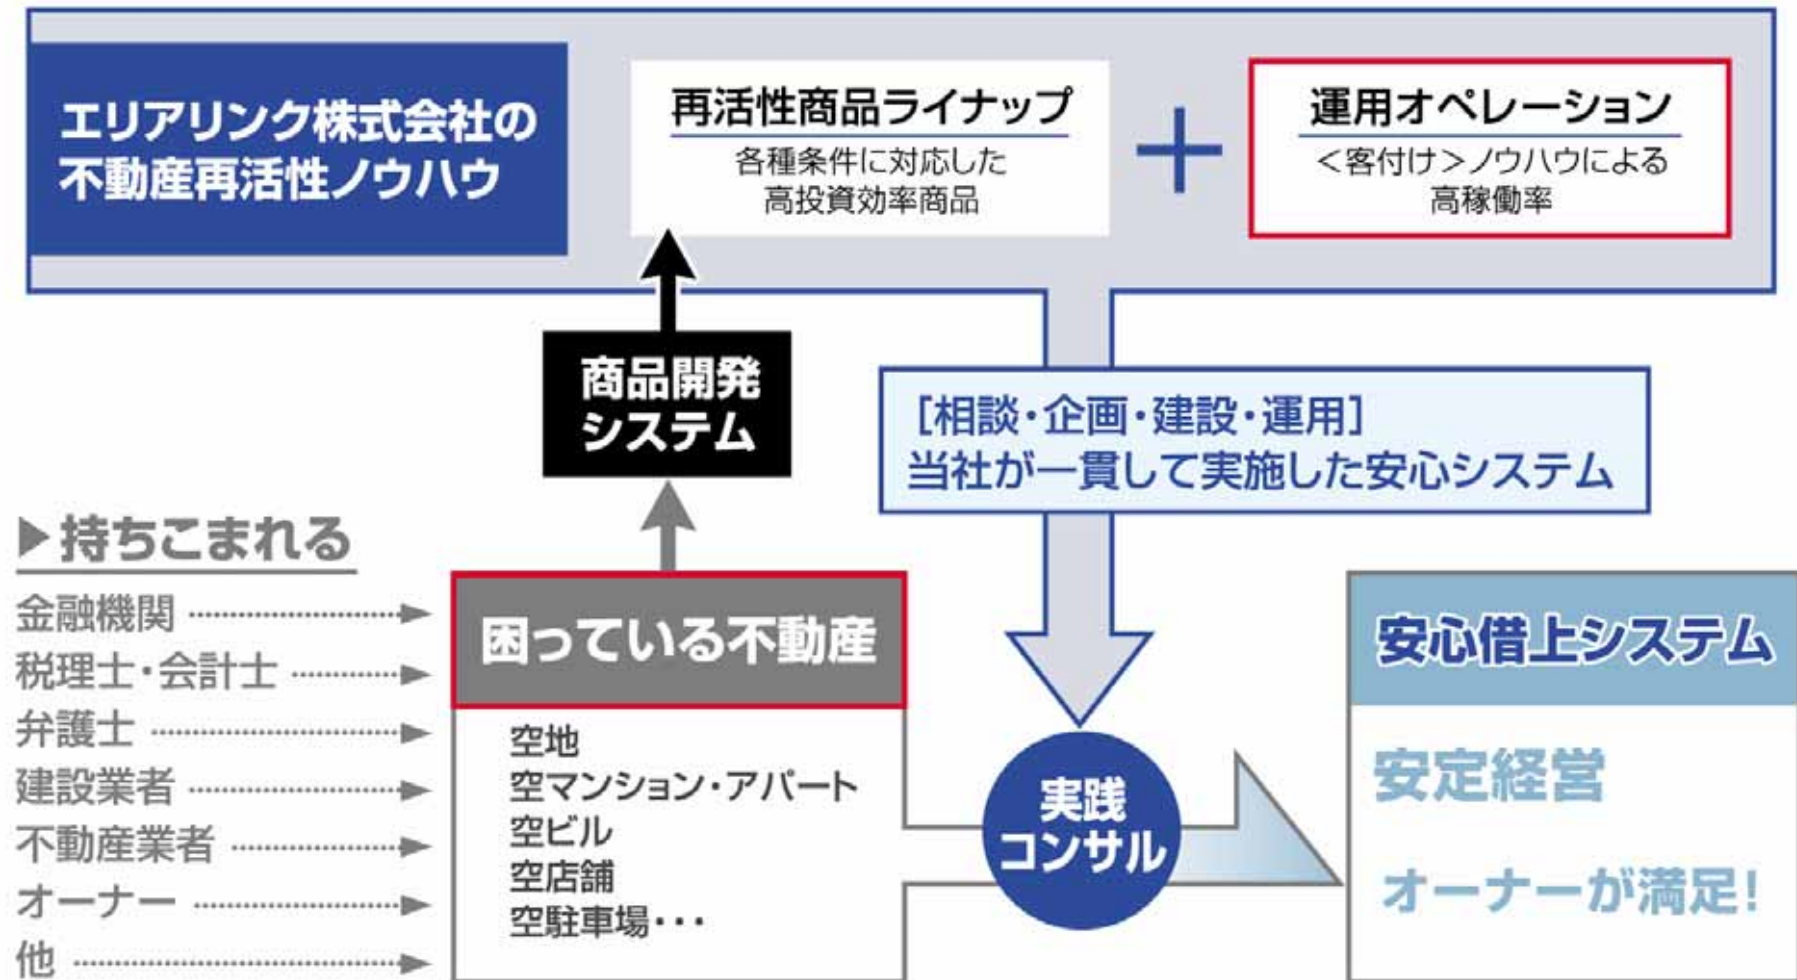 エリアリンク株式会社の
不動産再活性ノウハウ
再活性商品ライナップ
各種条件に対応した
高投資効率商品
＋
運用オペレーション
＜客付け＞ノウハウによる
高稼働率
商品開発
システム
［相談・企画・建設・運用］
当社が一貫して実施した安心システム
▶持ちこまれる
金融機関
税理士・会計士
弁護士
建設業者
不動産業者
オーナー
他
困っている不動産
空地
空マンション・アパート
空ビル
空店舗
空駐車場・・・
実践
コンサル
安心借上システム
安定経営
オーナーが満足!